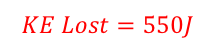 KE Lost = 550J